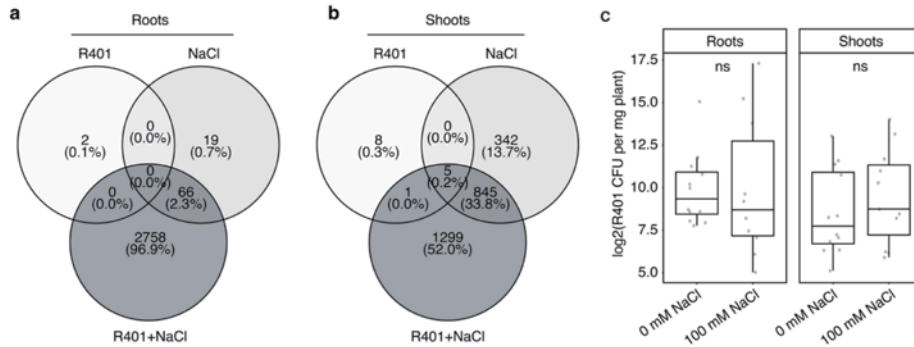 a
Roots
R401
NaCl
0
(0.0%)
2
(0.1%)
19
(0.7%)
0
(0.0%)
0
(0.0%)
66
(2.3%)
2758
(96.9%)
R401+NaCl
b
Shoots
R401
NaCl
0
(0.0%)
8
(0.3%)
342
(13.7%)
5
(0.2%)
1
(0.0%)
845
(33.8%)
1299
(52.0%)
R401+NaCl
c
Roots
Shoots
ns
ns
log2(R401 CFU per mg plant)
17.5
15.0
12.5
10.0
7.5
5.0
0 mM NaCl
100 mM NaCl
0 mM NaCl
100 mM NaCl